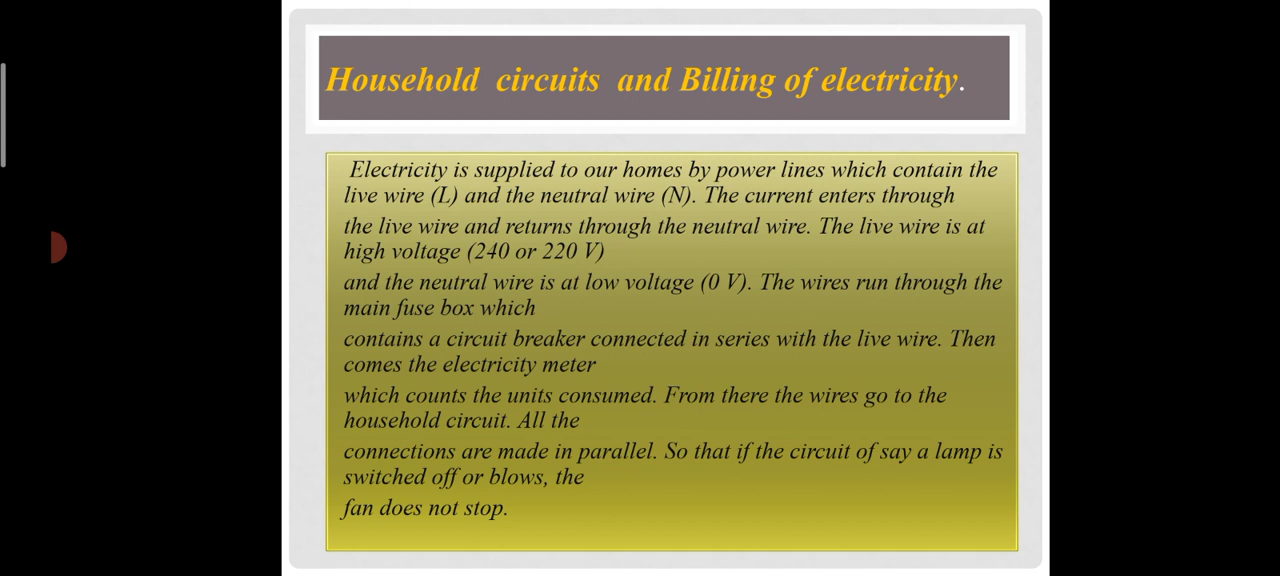 Household circuits and Billing of electricity.
Electricity is supplied to our homes by power lines which contain the
live wire (L) and the neutral wire (N). The current enters through
the live wire and returns through the neutral wire. The live wire is at
high voltage (240 or 220 V)
and the neutral wire is at low voltage (0 V). The wires run through the
main fuse box which
contains a circuit breaker connected in series with the live wire. Then
comes the electricity meter
which counts the units consumed. From there the wires go to the
household circuit. All the
connections are made in parallel. So that if the circuit of say a lamp is
switched off or blows, the
fan does not stop.